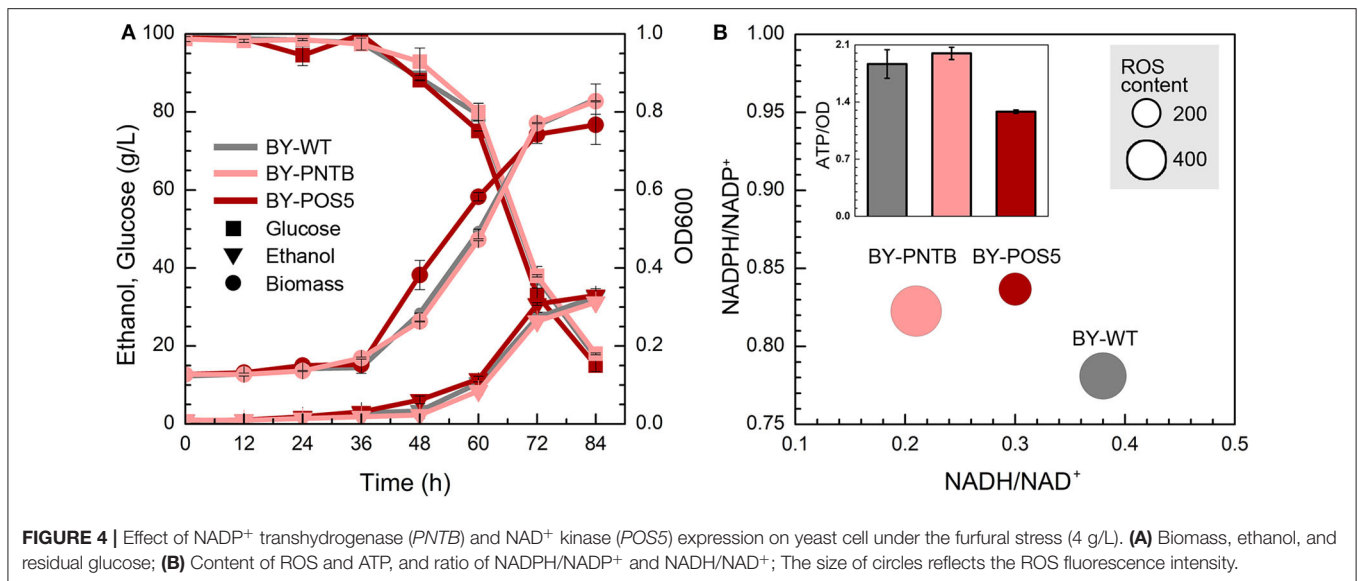 A
Ethanol, Glucose (g/L)
100
80
60
40
20
0
BY-WT
BY-PNTB
BY-POS5
Glucose
Ethanol
Biomass
1.0
0.8
0.6
0.4
0.2
0.0
OD600
0 12 24 36 48 60 72 84
Time (h)
B
NADPH/NADP⁺
1.00
0.95
0.90
0.85
0.80
0.75
ATP/OD
2.1
1.4
0.7
0.0
ROS
content
200
400
BY-PNTB BY-POS5
BY-WT
0.1 0.2 0.3 0.4 0.5
NADH/NAD⁺
FIGURE 4 | Effect of NADP⁺ transhydrogenase (PNTB) and NAD⁺ kinase (POS5) expression on yeast cell under the furfural stress (4 g/L). (A) Biomass, ethanol, and
residual glucose; (B) Content of ROS and ATP, and ratio of NADPH/NADP⁺ and NADH/NAD⁺; The size of circles reflects the ROS fluorescence intensity.